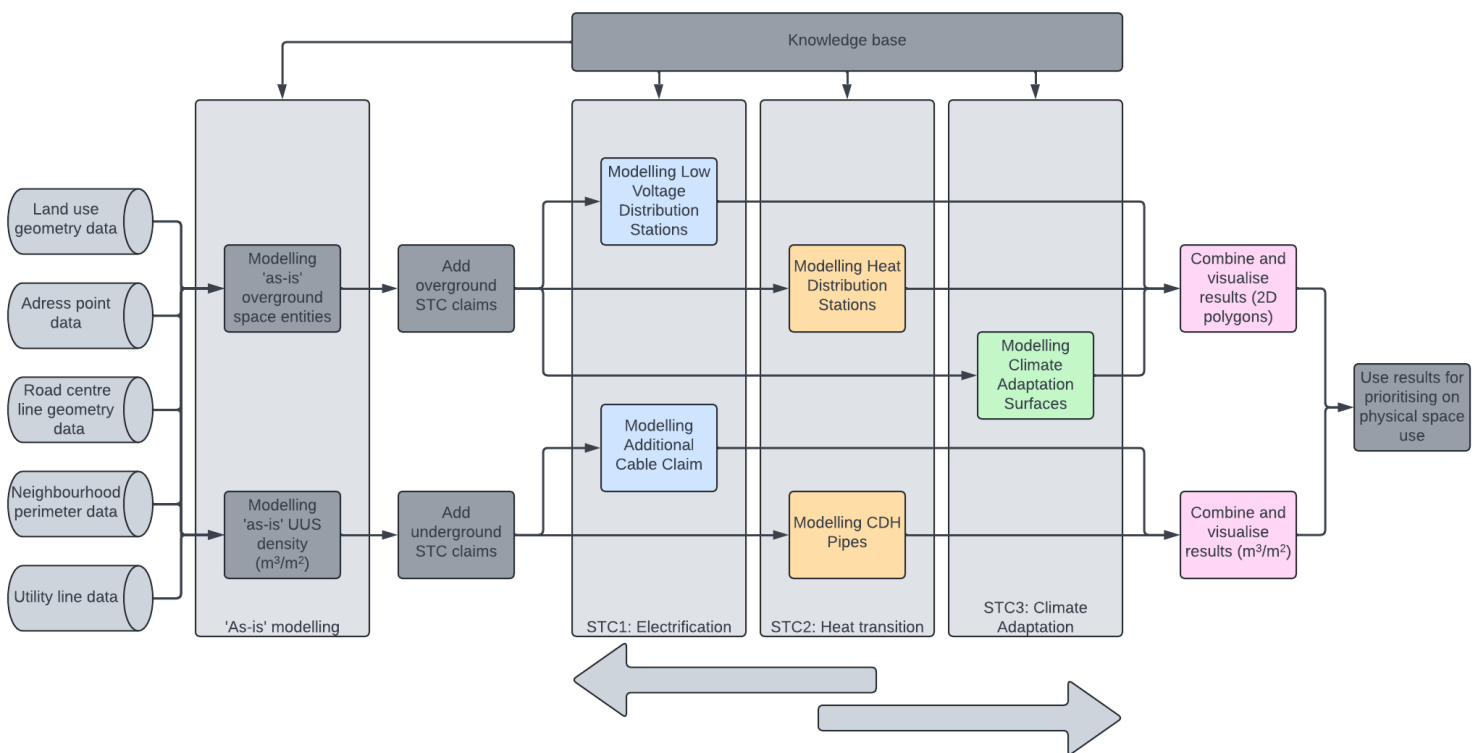 Knowledge base
Land use
geometry data
Adress point
data
Road centre
line geometry
data
Neighbourhood
perimeter data
Utility line data
Modelling
'as-is'
overground
space entities
Modelling
'as-is' UUS
density
(m³/m²)
'As-is' modelling
Add
overground
STC claims
Add
underground
STC claims
Modelling Low
Voltage
Distribution
Stations
Modelling
Additional
Cable Claim
STC1: Electrification
Modelling Heat
Distribution
Stations
Modelling CDH
Pipes
STC2: Heat transition
Modelling
Climate
Adaptation
Surfaces
STC3: Climate
Adaptation
Combine and
visualise
results (2D
polygons)
Combine and
visualise
results (m³/m²)
Use results for
prioritising on
physical space
use